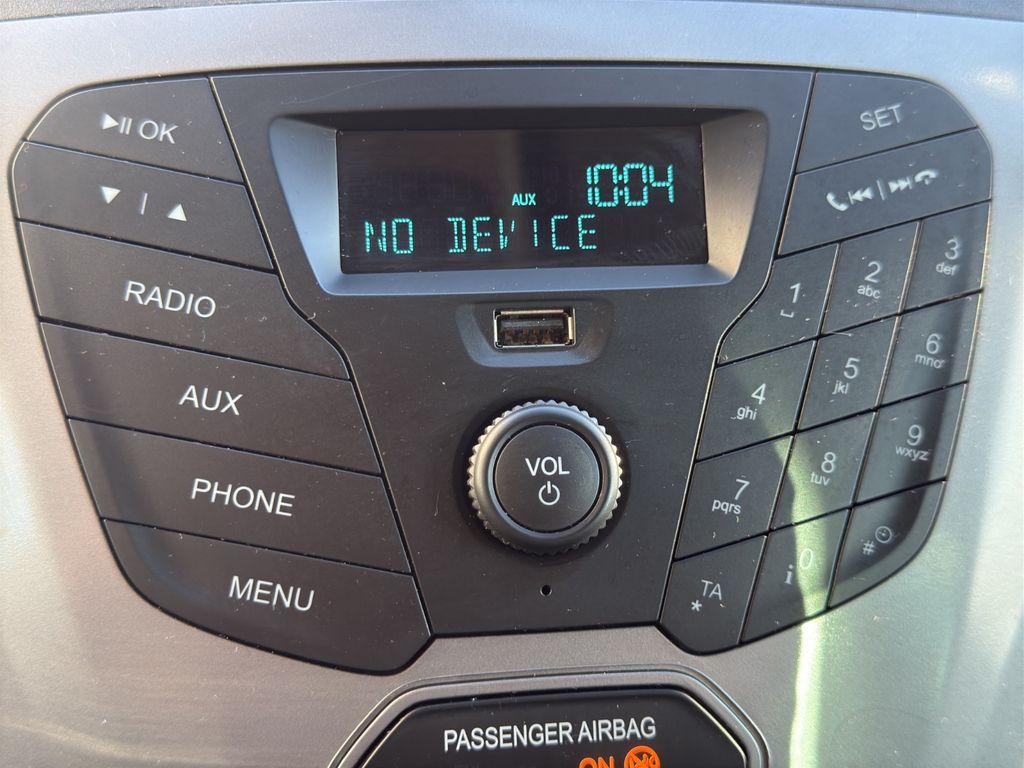 OK
SET
10:04
AUX
NO DEVICE
RADIO
AUX
PHONE
MENU
VOL
1
2
abc
3
def
4
ghi
5
jkl
6
mno
7
pqrs
8
tuv
9
wxyz
TA
*
0
i
#
PASSENGER AIRBAG
ON